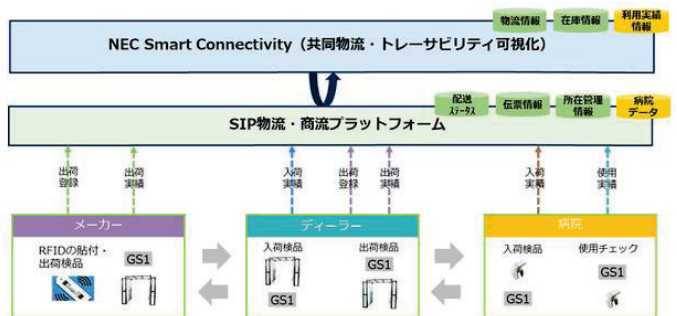 物流情報
在庫情報
利用実績
情報
NEC Smart Connectivity（共同物流・トレーサビリティ可視化）
配送
ステータス
伝票情報
所在管理
情報
病院
データ
SIP物流・商流プラットフォーム
出荷
登録
出荷
実績
入荷
実績
出荷
登録
出荷
実績
入荷
実績
使用
実績
メーカー
RFIDの貼付・
出荷検品
GS1
ディーラー
入荷検品
出荷検品
GS1
GS1
病院
入荷検品
使用チェック
GS1
GS1